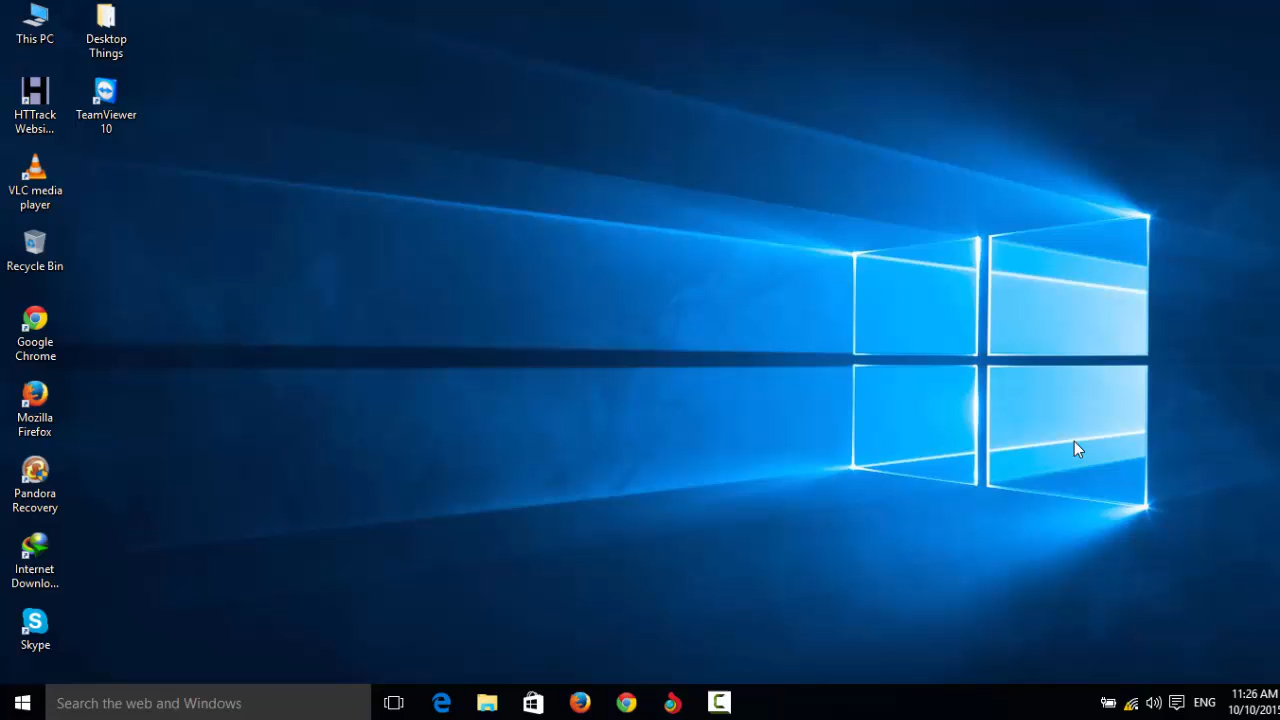 This PC
Desktop
Things
HTTrack
Websi...
TeamViewer
10
VLC media
player
Recycle Bin
Google
Chrome
Mozilla
Firefox
Pandora
Recovery
Internet
Downlo...
Skype
Search the web and Windows
ENG
11:26 AM
10/10/201